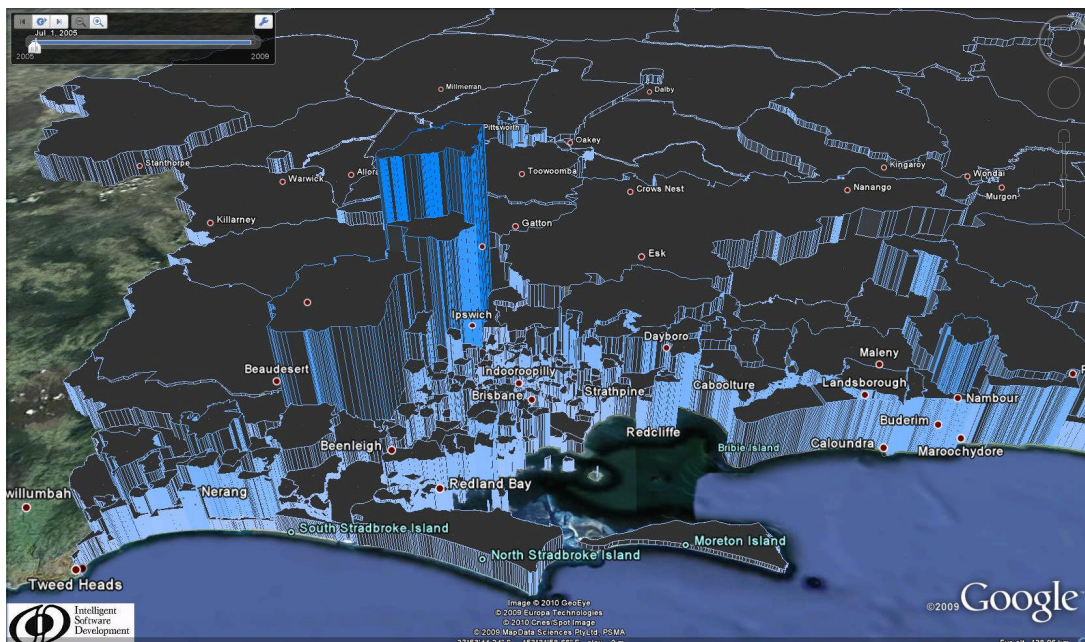 Jul 1, 2005
2005
2009
Millmerran
Dalby
Pittsworth
Oakey
Stanthorpe
Warwick
Allora
Toowoomba
Kingaroy
Wondai
Crows Nest
Nanango
Murgon
Killarney
Gatton
Esk
Ipswich
Dayboro
Maleny
Beaudesert
Indooroopilly
Strathpine
Caboolture
Landsborough
Brisbane
Nambour
Redcliffe
Buderim
Beenleigh
Bribie Island
Caloundra
Maroochydore
willumbah
Nerang
Redland Bay
South Stradbroke Island
Moreton Island
North Stradbroke Island
Tweed Heads
Intelligent
Software
Development
Image © 2010 GeoEye
© 2009 Europa Technologies
© 2010 Cnes/Spot Image
© 2009 MapData Sciences PtyLtd, PSMA
©2009 Google